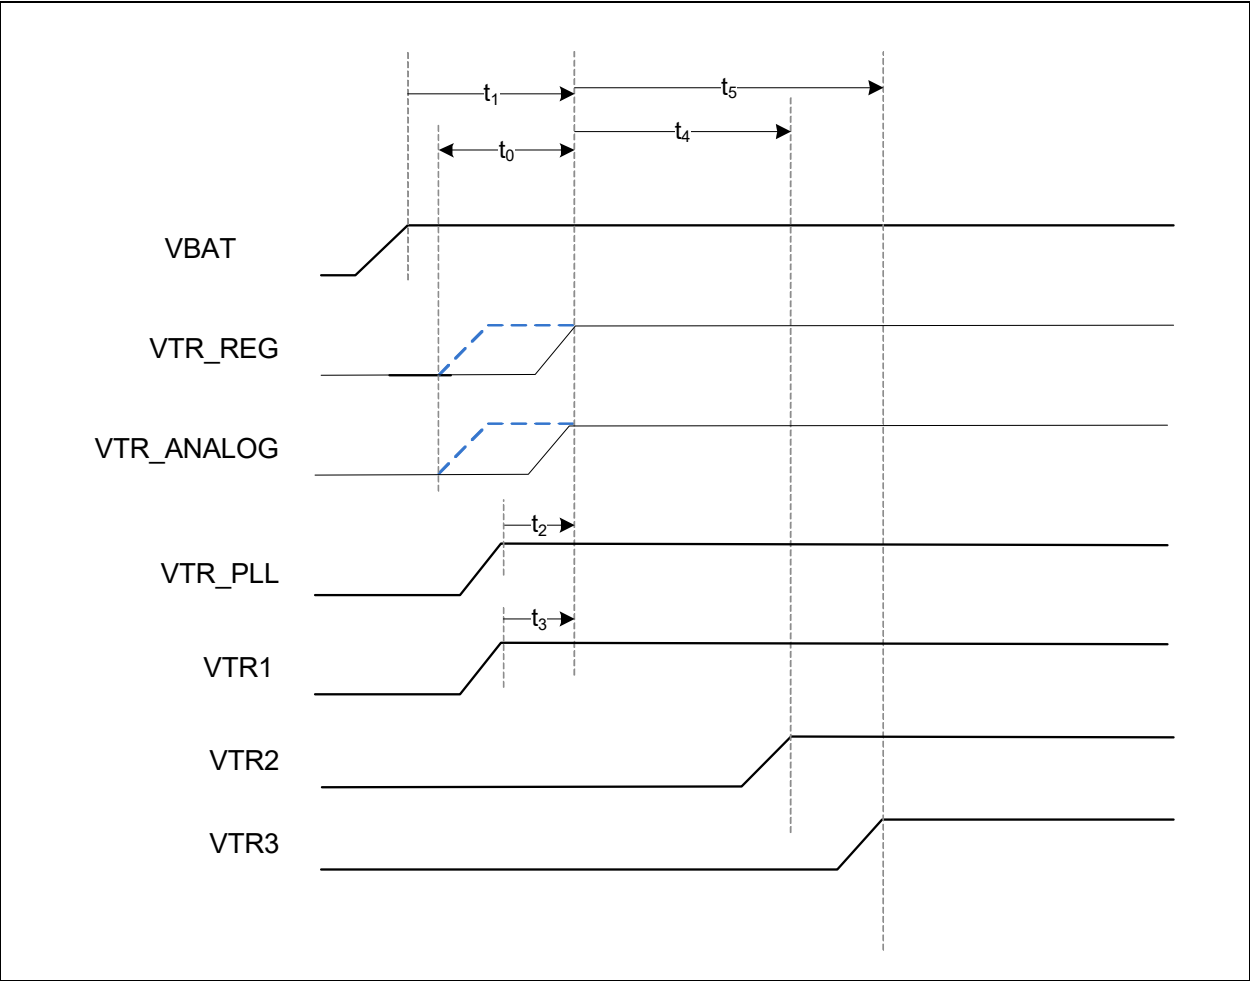 t₁
t₅
t₄
t₀
VBAT
VTR_REG
VTR_ANALOG
t₂
VTR_PLL
t₃
VTR1
VTR2
VTR3